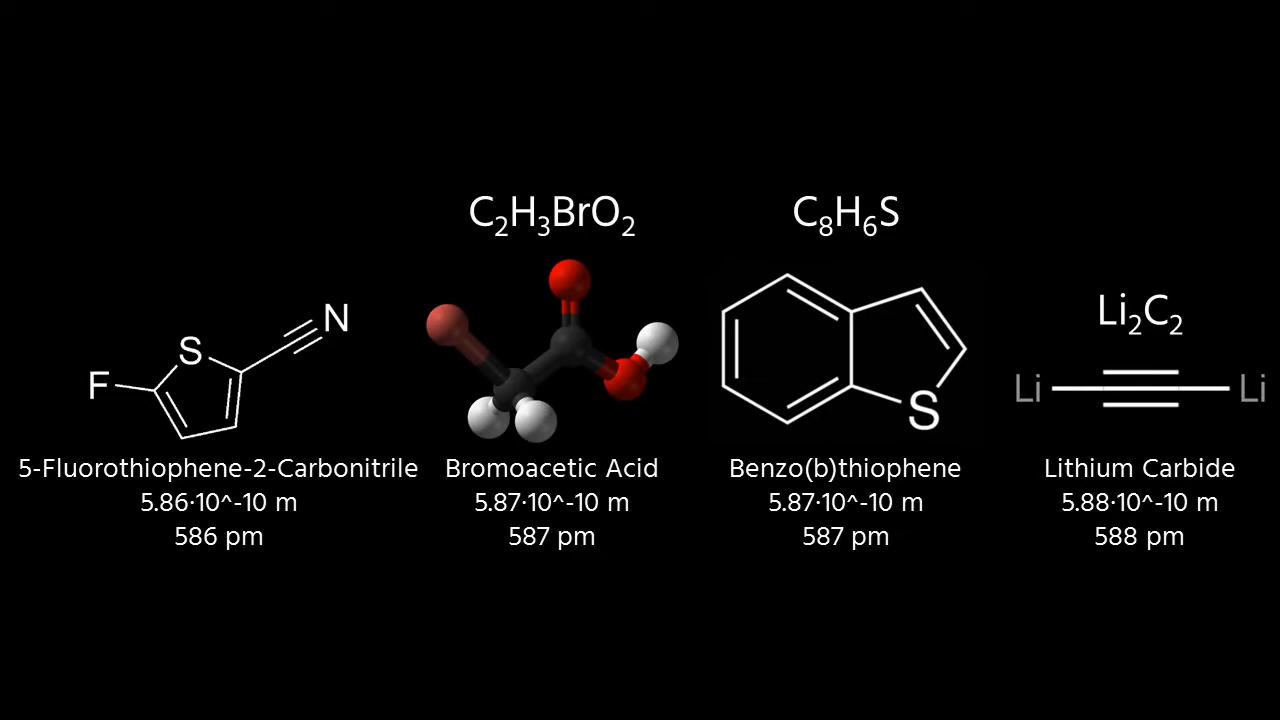 C₂H₃BrO₂
C₈H₆S
Li₂C₂
N
S
F
S
Li
Li
5-Fluorothiophene-2-Carbonitrile
5.86·10^-10 m
586 pm
Bromoacetic Acid
5.87·10^-10 m
587 pm
Benzo(b)thiophene
5.87·10^-10 m
587 pm
Lithium Carbide
5.88·10^-10 m
588 pm